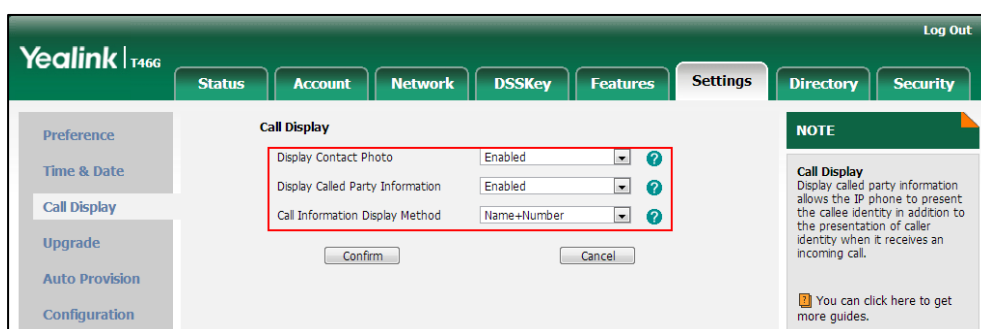 Log Out
Yealink T46G
Status Account Network DSSKey Features Settings Directory Security
Preference
Time & Date
Call Display
Upgrade
Auto Provision
Configuration
Call Display
Display Contact Photo Enabled ?
Display Called Party Information Enabled ?
Call Information Display Method Name+Number ?
Confirm Cancel
NOTE
Call Display
Display called party information
allows the IP phone to present
the callee identity in addition to
the presentation of caller
identity when it receives an
incoming call.
? You can click here to get
more guides.